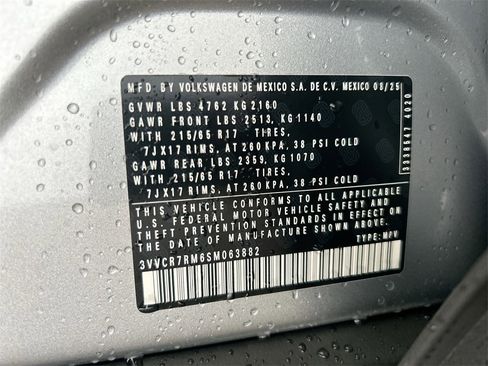 MFD. BY VOLKSWAGEN DE MEXICO S.A. DE C.V. MEXICO 03/25
GVWR LBS 4762 KG 2160
GAWR FRONT LBS 2513, KG 1140
WITH 215/65 R17 TIRES,
7JX17 RIMS, AT 260 KPA, 38 PSI COLD
GAWR REAR LBS 2359, KG 1070
WITH 215/65 R17 TIRES,
7JX17 RIMS, AT 260 KPA, 38 PSI COLD
THIS VEHICLE CONFORMS TO ALL APPLICABLE
U.S. FEDERAL MOTOR VEHICLE SAFETY AND
THEFT PREVENTION STANDARDS IN EFFECT ON
THE DATE OF MANUFACTURE SHOWN ABOVE.
3VVCR7RM6SM063882 TYPE: MPV
3338547 4020